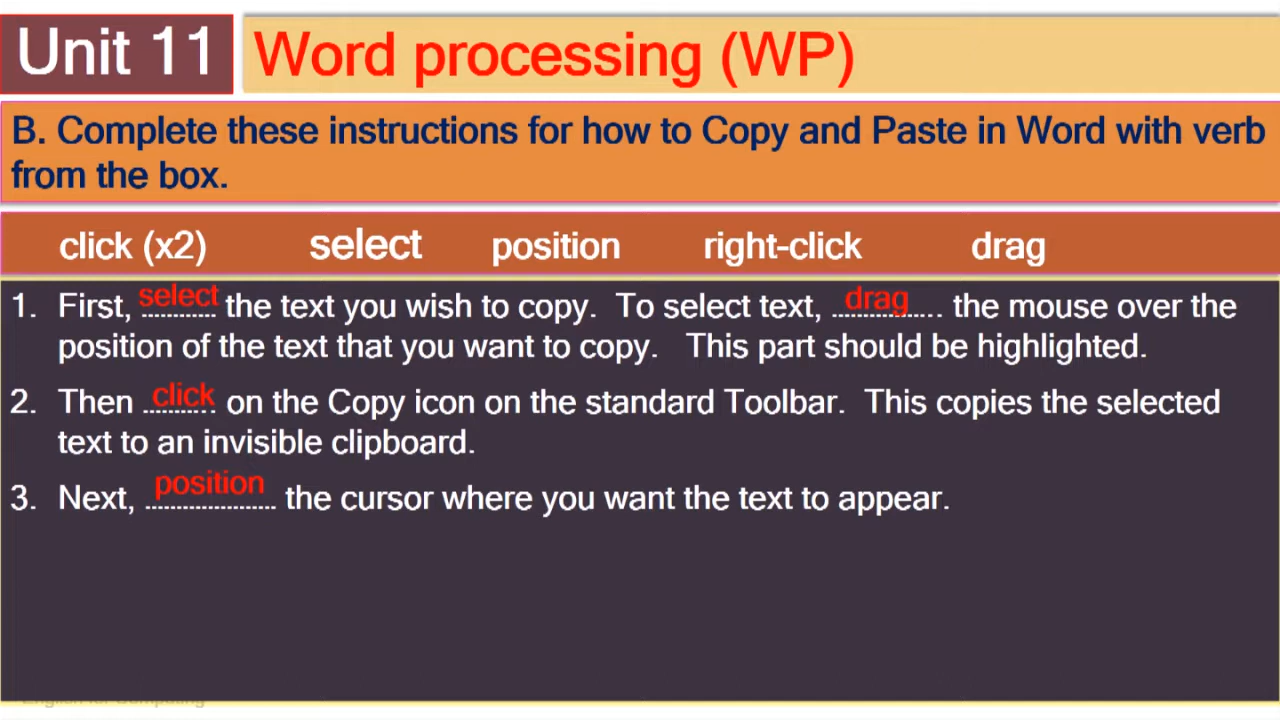 Unit 11 Word processing (WP)
B. Complete these instructions for how to Copy and Paste in Word with verb
from the box.
click (x2) select position right-click drag
1. First, select the text you wish to copy. To select text, drag the mouse over the
position of the text that you want to copy. This part should be highlighted.
2. Then click on the Copy icon on the standard Toolbar. This copies the selected
text to an invisible clipboard.
3. Next, position the cursor where you want the text to appear.
English for Computing